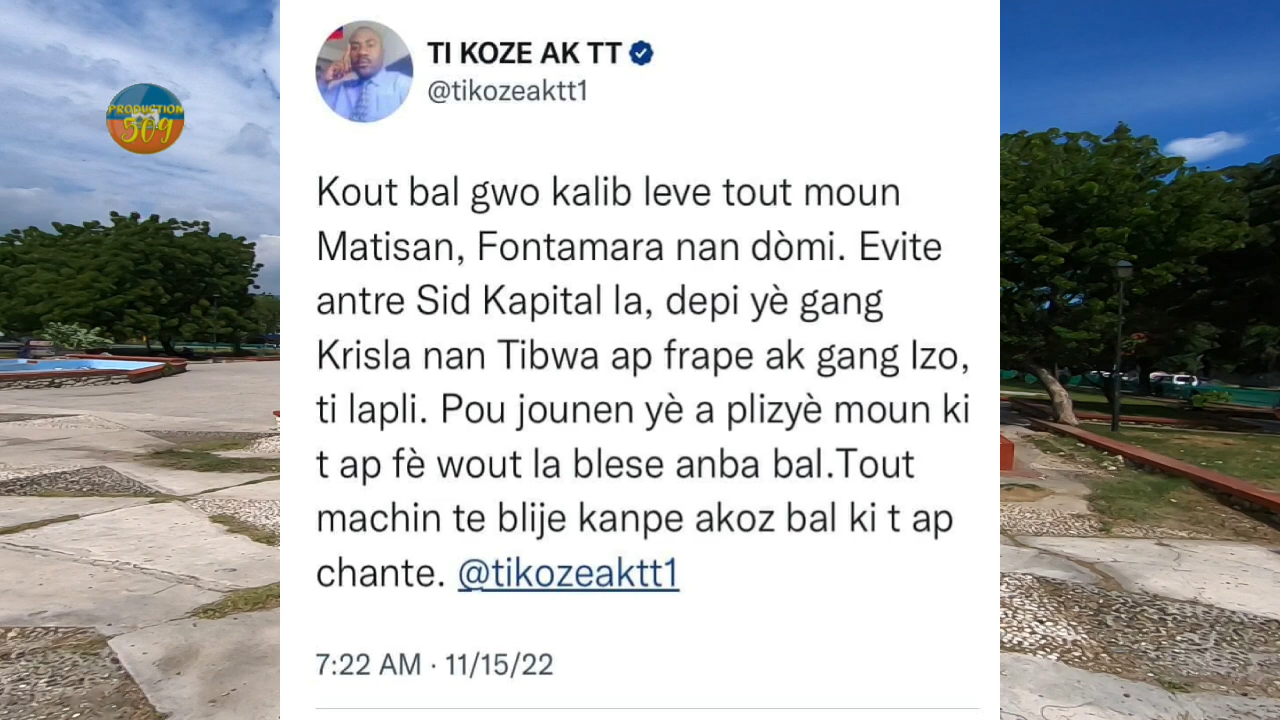 PRODUCTION
509
TI KOZE AK TT
@tikozeaktt1
Kout bal gwo kalib leve tout moun
Matisan, Fontamara nan dòmi. Evite
antre Sid Kapital la, depi yè gang
Krisla nan Tibwa ap frape ak gang Izo,
ti lapli. Pou jounen yè a plizyè moun ki
t ap fè wout la blese anba bal.Tout
machin te blije kanpe akoz bal ki t ap
chante. @tikozeaktt1
7:22 AM · 11/15/22